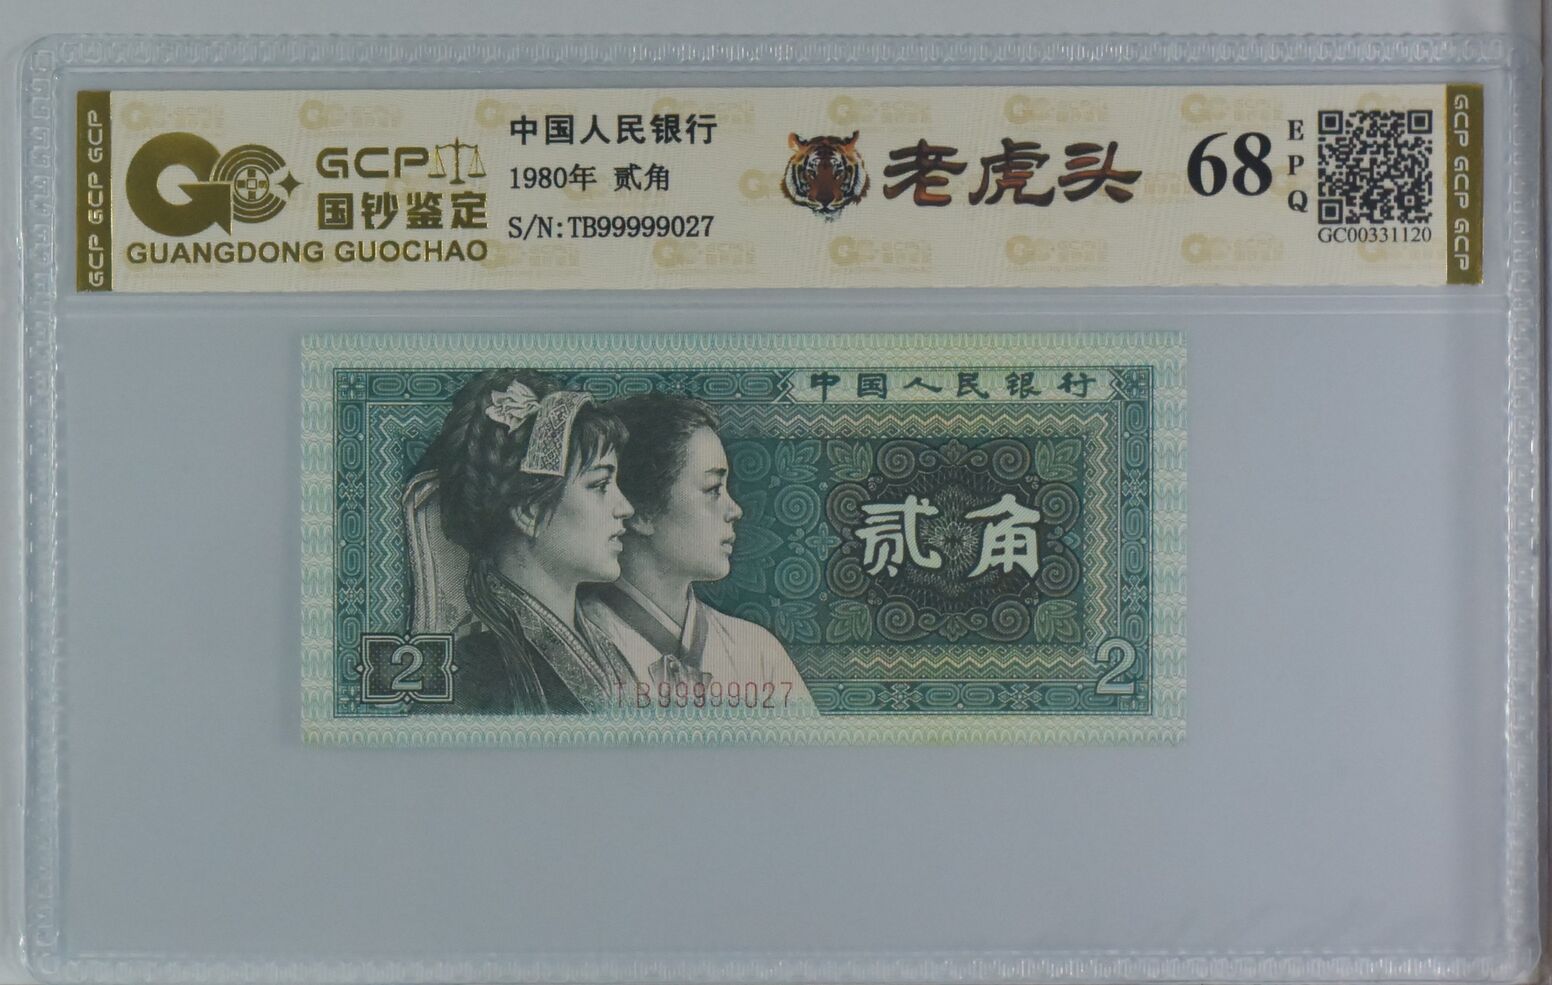 GCP
国钞鉴定
GUANGDONG GUOCHAO
中国人民银行
1980年 贰角
S/N:TB99999027
老虎头
68
EPQ
GC00331120
GCP GCP GCP
GCP GCP GCP
中国人民银行
贰角
2
2
TB99999027